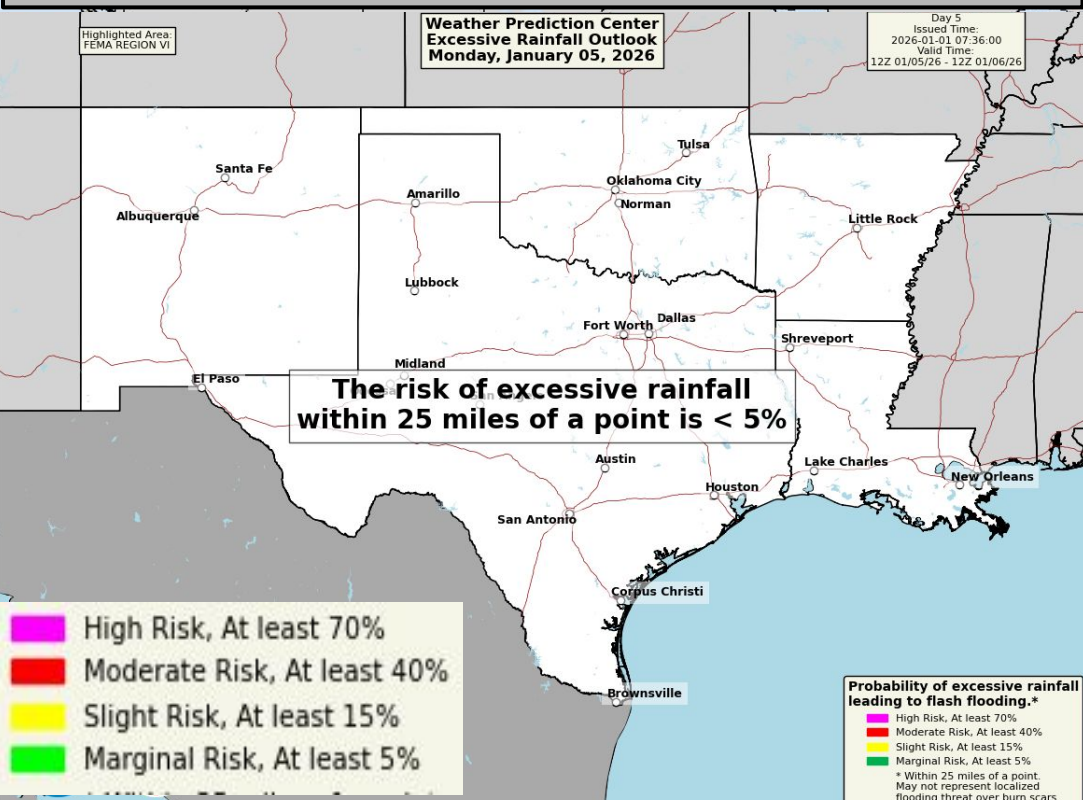 Highlighted Area:
FEMA REGION VI
Weather Prediction Center
Excessive Rainfall Outlook
Monday, January 05, 2026
Day 5
Issued Time:
2026-01-01 07:36:00
Valid Time:
12Z 01/05/26 - 12Z 01/06/26
Tulsa
Santa Fe
Oklahoma City
Amarillo
Norman
Albuquerque
Little Rock
Lubbock
Dallas
Fort Worth
Shreveport
Midland
El Paso
The risk of excessive rainfall
within 25 miles of a point is < 5%
Austin
Lake Charles
New Orleans
Houston
San Antonio
Corpus Christi
Brownsville
High Risk, At least 70%
Moderate Risk, At least 40%
Slight Risk, At least 15%
Marginal Risk, At least 5%
Probability of excessive rainfall
leading to flash flooding.*
High Risk, At least 70%
Moderate Risk, At least 40%
Slight Risk, At least 15%
Marginal Risk, At least 5%
* Within 25 miles of a point.
May not represent localized
flooding threat over burn scars